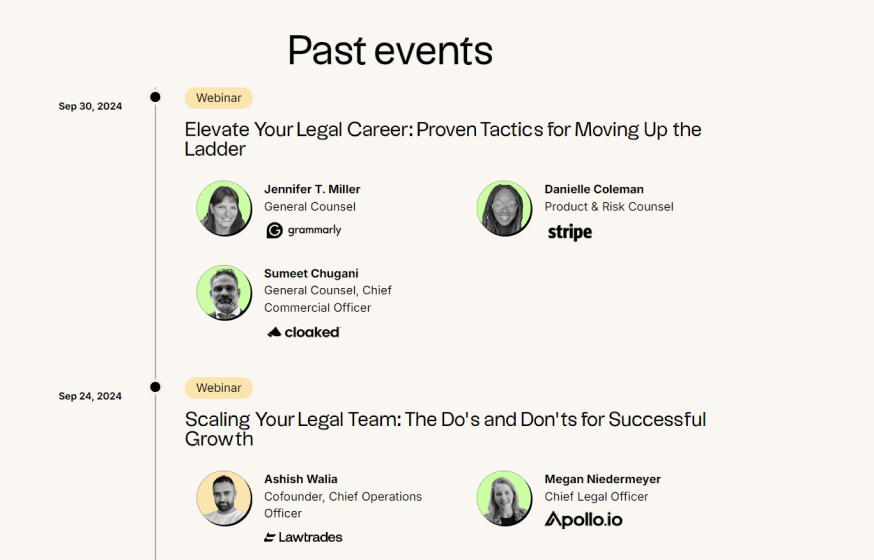 Past events
Sep 30, 2024
Webinar
Elevate Your Legal Career: Proven Tactics for Moving Up the
Ladder
Jennifer T. Miller
General Counsel
grammarly
Danielle Coleman
Product & Risk Counsel
stripe
Sumeet Chugani
General Counsel, Chief
Commercial Officer
cloaked
Sep 24, 2024
Webinar
Scaling Your Legal Team: The Do's and Don'ts for Successful
Growth
Ashish Walia
Cofounder, Chief Operations
Officer
Lawtrades
Megan Niedermeyer
Chief Legal Officer
Apollo.io